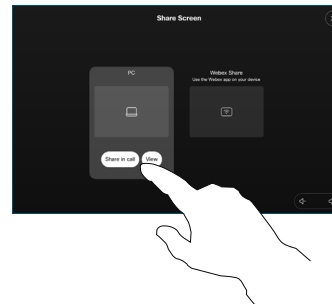 Share Screen
PC
Webex Share
Use the Webex app on your device
Share in call
View